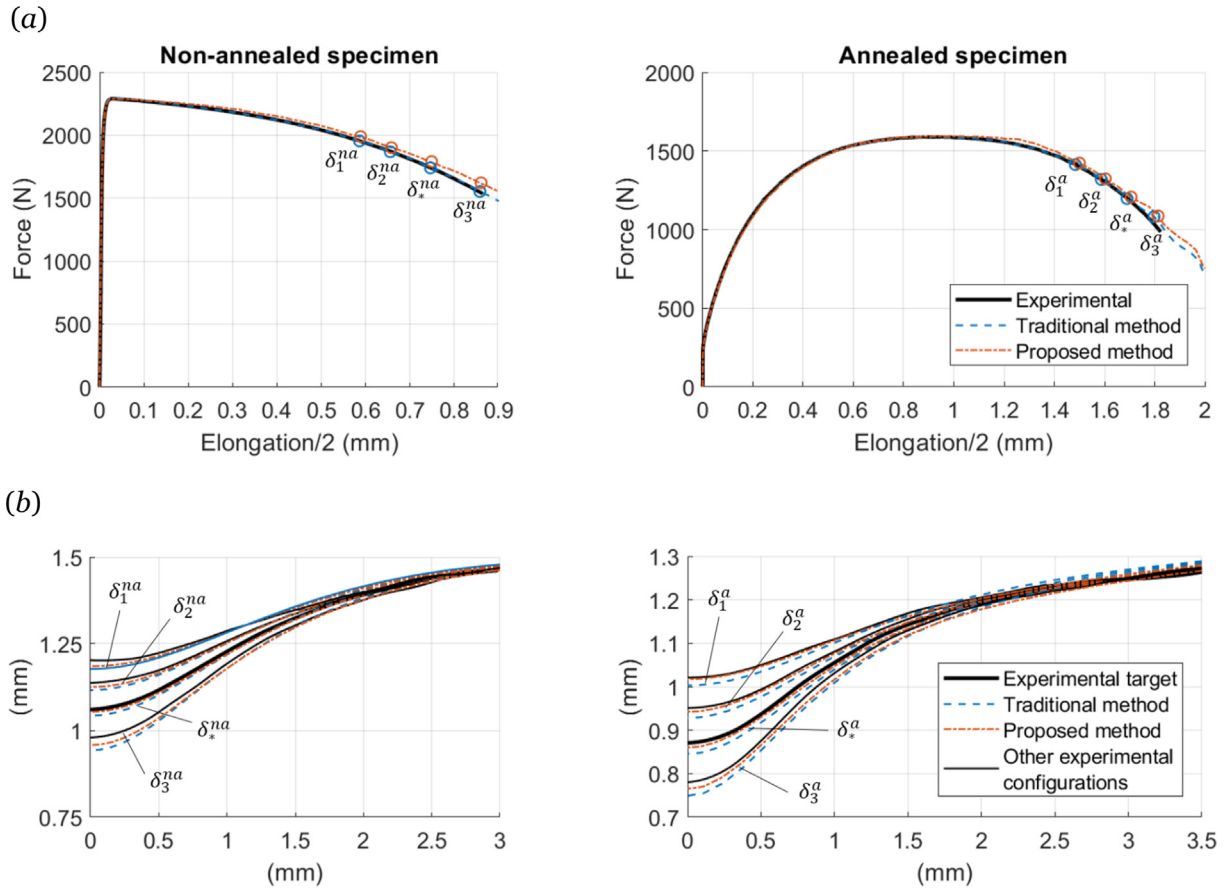 (a)
Non-annealed specimen
Force (N)
2500
2000
1500
1000
500
0
δ₁ⁿᵃ
δ₂ⁿᵃ
δ*ⁿᵃ
δ₃ⁿᵃ
0 0.1 0.2 0.3 0.4 0.5 0.6 0.7 0.8 0.9
Elongation/2 (mm)
Annealed specimen
Force (N)
2000
1500
1000
500
0
δ₁ᵃ
δ₂ᵃ
δ*ᵃ
δ₃ᵃ
Experimental
Traditional method
Proposed method
0 0.2 0.4 0.6 0.8 1 1.2 1.4 1.6 1.8 2
Elongation/2 (mm)
(b)
(mm)
1.5
1.25
1
0.75
δ₁ⁿᵃ
δ₂ⁿᵃ
δ*ⁿᵃ
δ₃ⁿᵃ
0 0.5 1 1.5 2 2.5 3
(mm)
(mm)
1.3
1.2
1.1
1
0.9
0.8
0.7
δ₁ᵃ
δ₂ᵃ
δ*ᵃ
δ₃ᵃ
Experimental target
Traditional method
Proposed method
Other experimental
configurations
0 0.5 1 1.5 2 2.5 3 3.5
(mm)